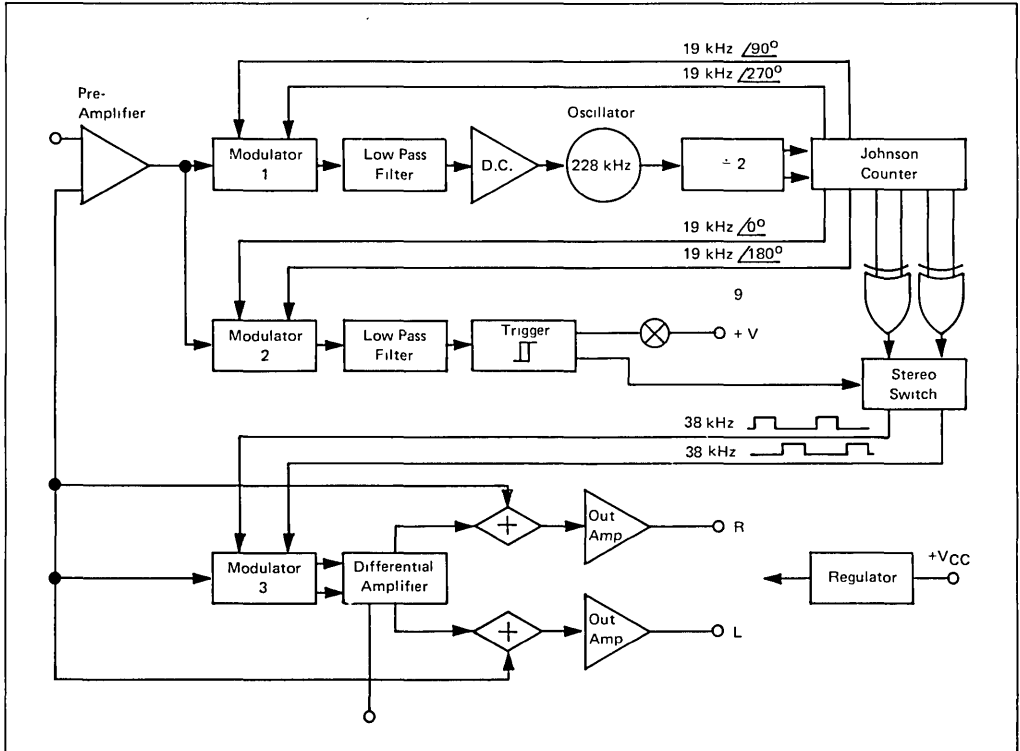 19 kHz /90°
19 kHz /270°
Pre-
Amplifier
Oscillator
Modulator
1
Low Pass
Filter
D.C.
228 kHz
÷ 2
Johnson
Counter
19 kHz /0°
19 kHz /180°
9
Modulator
2
Low Pass
Filter
Trigger
+ V
Stereo
Switch
38 kHz
38 kHz
Out
Amp
R
Modulator
3
Differential
Amplifier
Regulator
+VCC
Out
Amp
L